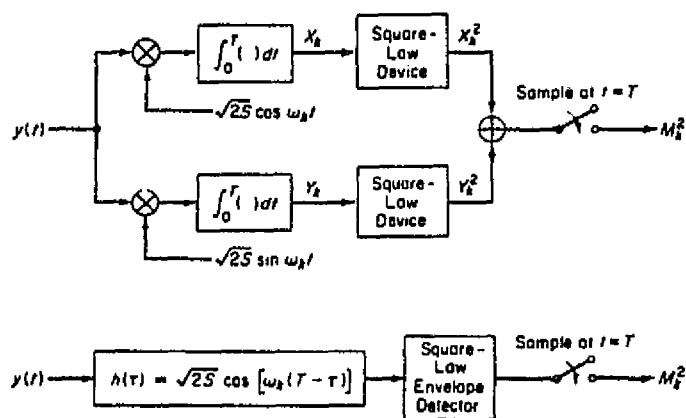 ∫₀ᵀ( ) dt
X_k
Square-
Law
Device
X_k²
√2S cos ω_k t
Sample at t = T
y(t)
M_k²
∫₀ᵀ( ) dt
Y_k
Square-
Law
Device
Y_k²
√2S sin ω_k t
y(t)
h(τ) = √2S cos [ω_k (T − τ)]
Square-
Law
Envelope
Detector
Sample at t = T
M_k²